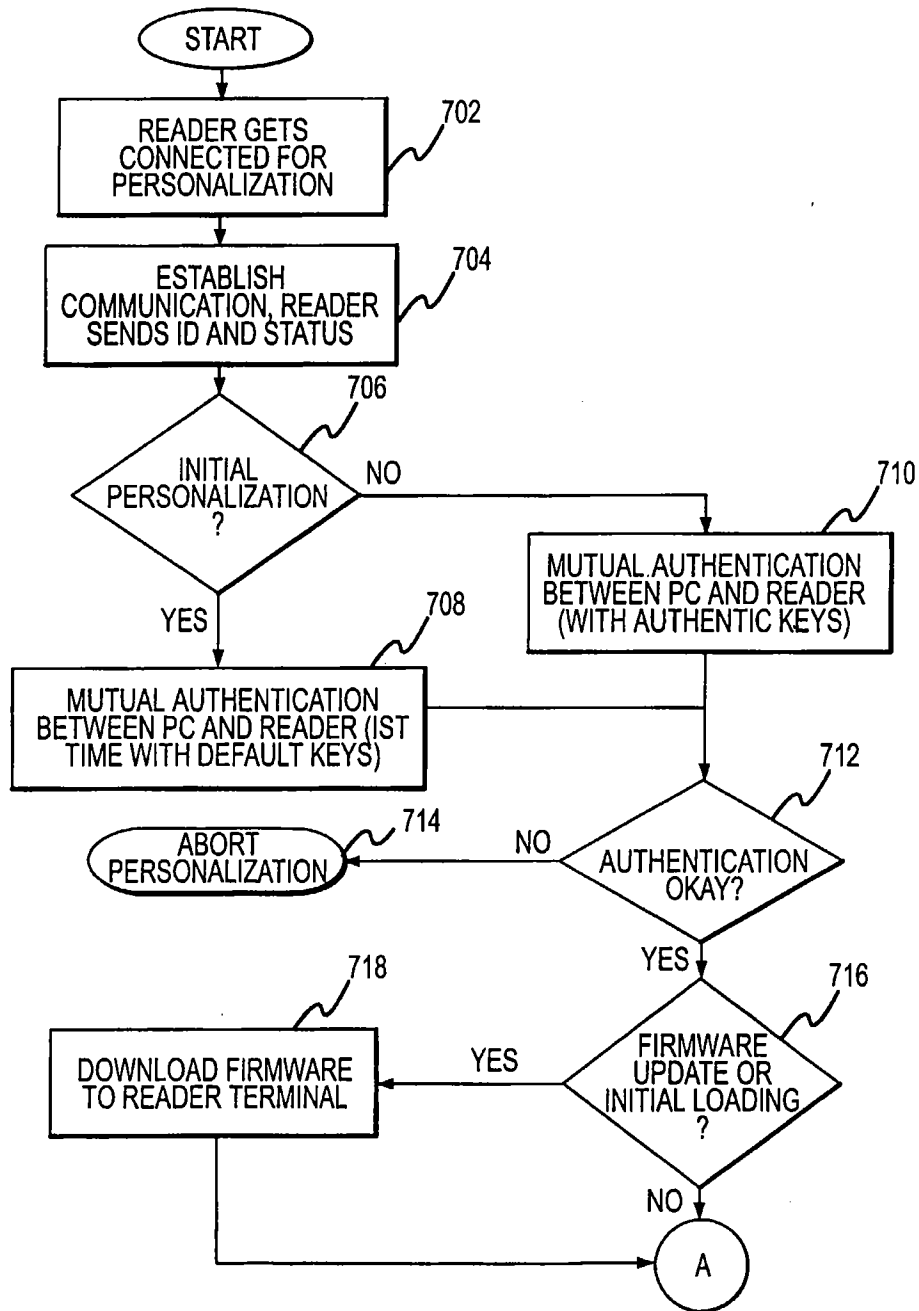 START
702
READER GETS
CONNECTED FOR
PERSONALIZATION
704
ESTABLISH
COMMUNICATION, READER
SENDS ID AND STATUS
706
INITIAL
PERSONALIZATION
?
NO
710
MUTUAL.AUTHENTICATION
BETWEEN PC AND READER
(WITH AUTHENTIC KEYS)
YES
708
MUTUAL AUTHENTICATION
BETWEEN PC AND READER (IST
TIME WITH DEFAULT KEYS)
712
AUTHENTICATION
OKAY?
NO
714
ABORT
PERSONALIZATION
YES
716
FIRMWARE
UPDATE OR
INITIAL LOADING
?
YES
718
DOWNLOAD FIRMWARE
TO READER TERMINAL
NO
A